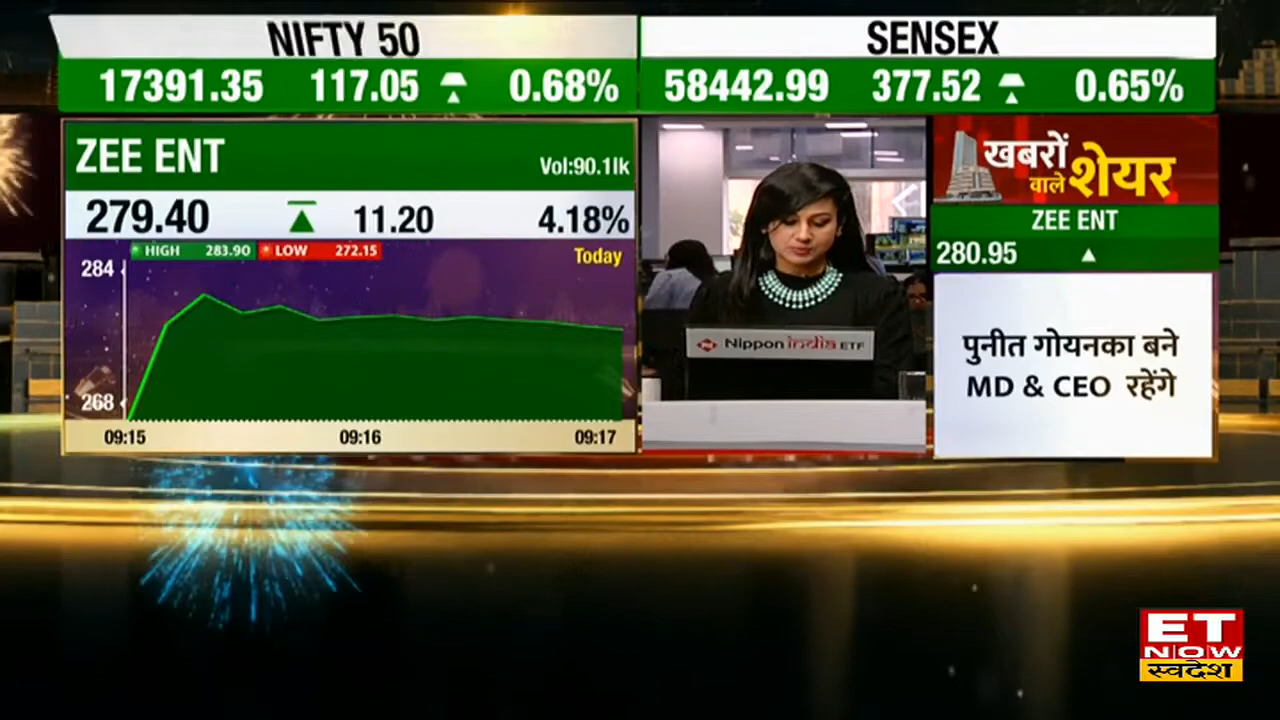 NIFTY 50
17391.35 117.05 0.68%
SENSEX
58442.99 377.52 0.65%
ZEE ENT
Vol:90.1lk
279.40 11.20 4.18%
HIGH 283.90 LOW 272.15
Today
284
268
09:15 09:16 09:17
Nippon india ETF
खबरों
वाले शेयर
ZEE ENT
280.95
पुनीत गोयनका बने
MD & CEO रहेंगे
ET
NOW
स्वदेश